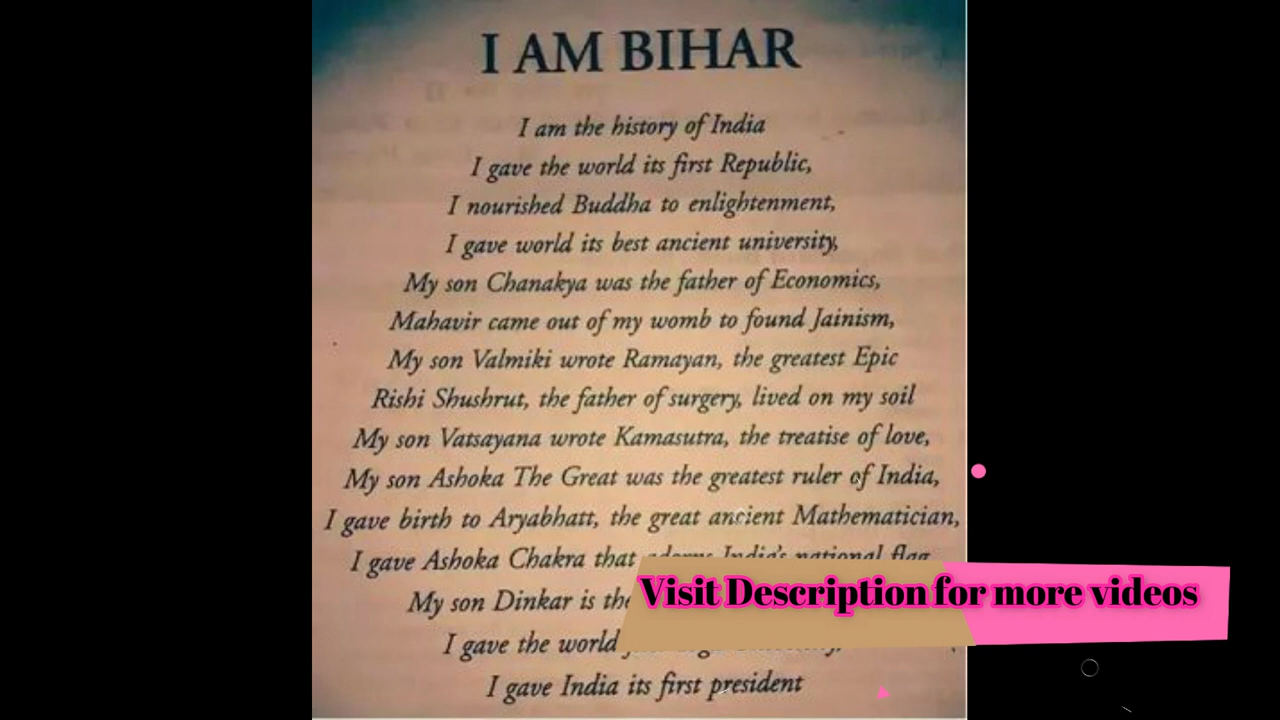 I AM BIHAR
I am the history of India
I gave the world its first Republic,
I nourished Buddha to enlightenment,
I gave world its best ancient university,
My son Chanakya was the father of Economics,
Mahavir came out of my womb to found Jainism,
My son Valmiki wrote Ramayan, the greatest Epic
Rishi Shushrut, the father of surgery, lived on my soil
My son Vatsayana wrote Kamasutra, the treatise of love,
My son Ashoka The Great was the greatest ruler of India,
I gave birth to Aryabhatt, the great ancient Mathematician,
I gave Ashoka Chakra that adorns India's national flag
My son Dinkar is the
I gave the world
I gave India its first president
Visit Description for more videos